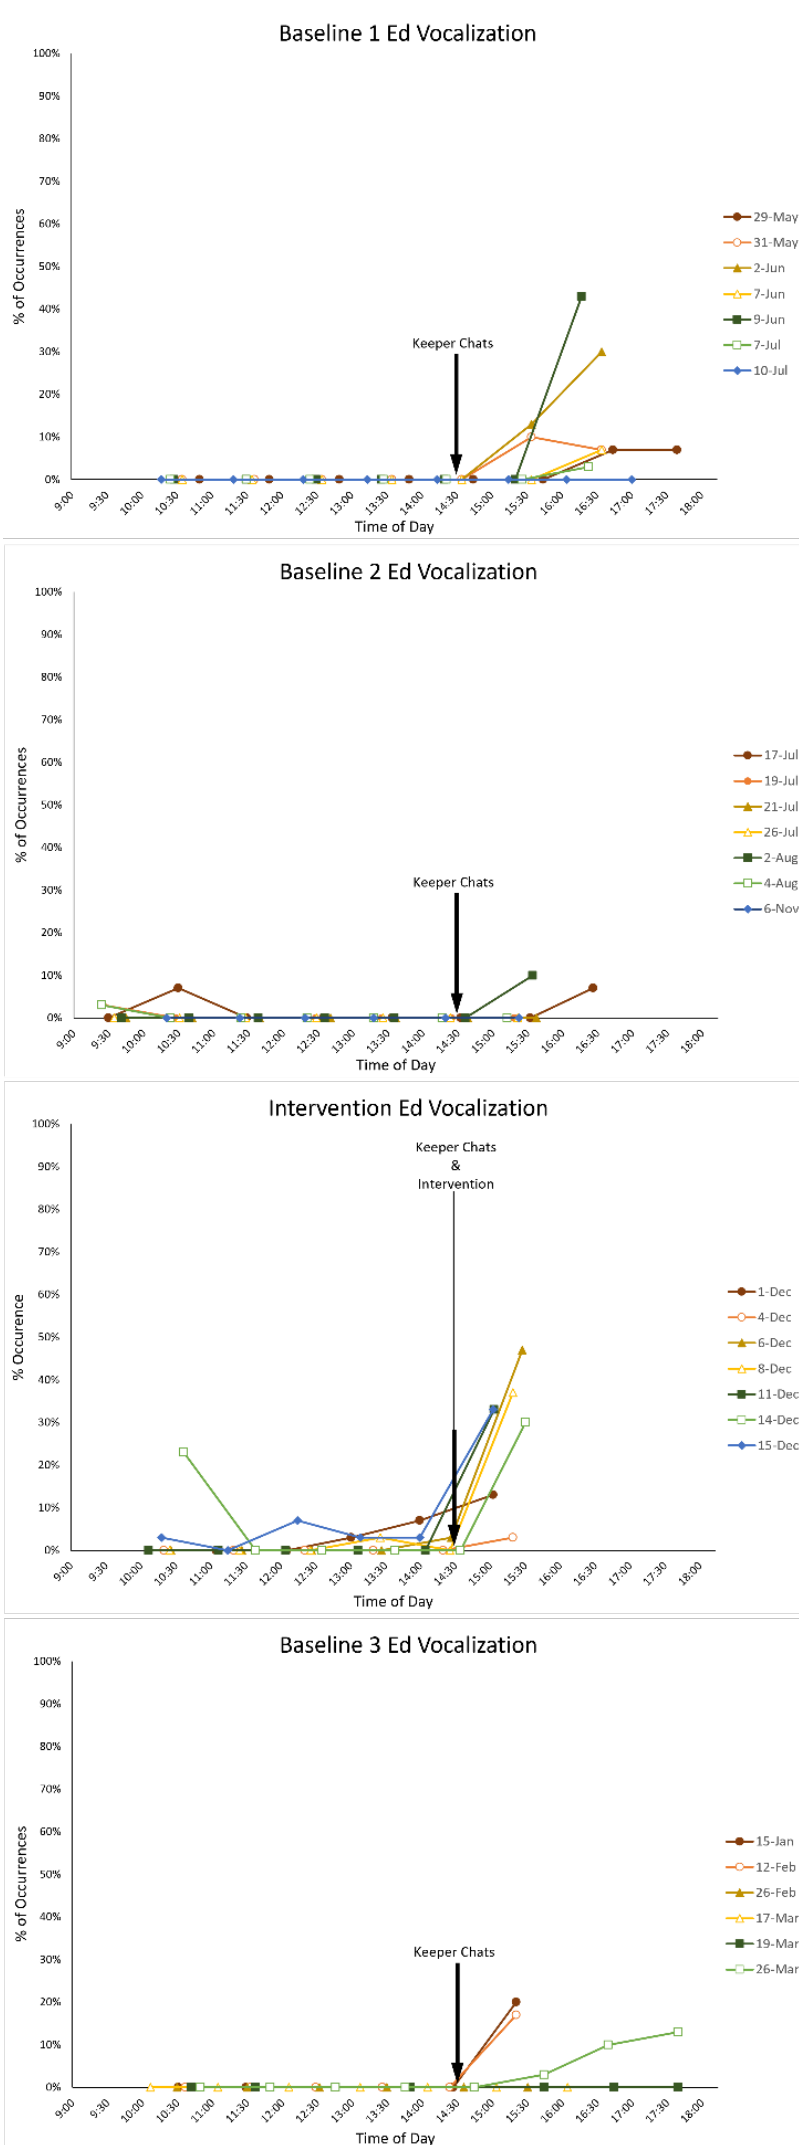 Baseline 1 Ed Vocalization
100%
90%
80%
70%
60%
50%
40%
30%
20%
10%
0%
% of Occurrences
Keeper Chats
9:00 9:30 10:00 10:30 11:00 11:30 12:00 12:30 13:00 13:30 14:00 14:30 15:00 15:30 16:00 16:30 17:00 17:30 18:00
Time of Day
29-May
31-May
2-Jun
7-Jun
9-Jun
7-Jul
10-Jul
Baseline 2 Ed Vocalization
100%
90%
80%
70%
60%
50%
40%
30%
20%
10%
0%
% of Occurrences
Keeper Chats
9:00 9:30 10:00 10:30 11:00 11:30 12:00 12:30 13:00 13:30 14:00 14:30 15:00 15:30 16:00 16:30 17:00 17:30 18:00
Time of Day
17-Jul
19-Jul
21-Jul
26-Jul
2-Aug
4-Aug
6-Nov
Intervention Ed Vocalization
100%
90%
80%
70%
60%
50%
40%
30%
20%
10%
0%
% Occurence
Keeper Chats
&
Intervention
9:00 9:30 10:00 10:30 11:00 11:30 12:00 12:30 13:00 13:30 14:00 14:30 15:00 15:30 16:00 16:30 17:00 17:30 18:00
Time of Day
1-Dec
4-Dec
6-Dec
8-Dec
11-Dec
14-Dec
15-Dec
Baseline 3 Ed Vocalization
100%
90%
80%
70%
60%
50%
40%
30%
20%
10%
0%
% of Occurrences
Keeper Chats
9:00 9:30 10:00 10:30 11:00 11:30 12:00 12:30 13:00 13:30 14:00 14:30 15:00 15:30 16:00 16:30 17:00 17:30 18:00
Time of Day
15-Jan
12-Feb
26-Feb
17-Mar
19-Mar
26-Mar